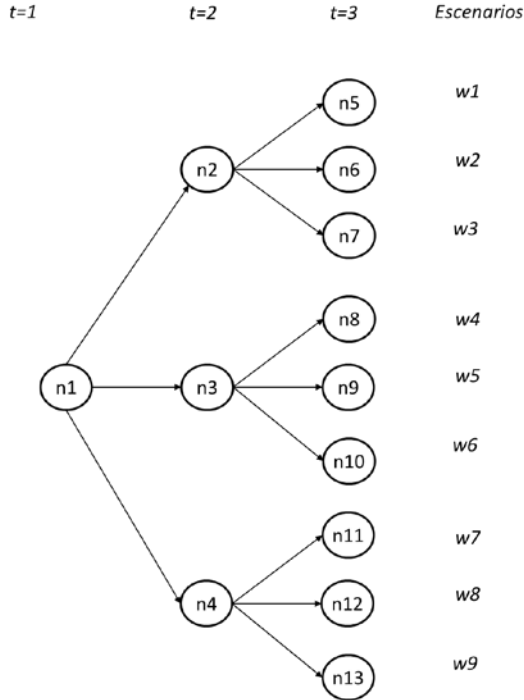 t=1 t=2 t=3 Escenarios
n5 w1
n2 n6 w2
n7 w3
n8 w4
n1 n3 n9 w5
n10 w6
n11 w7
n4 n12 w8
n13 w9